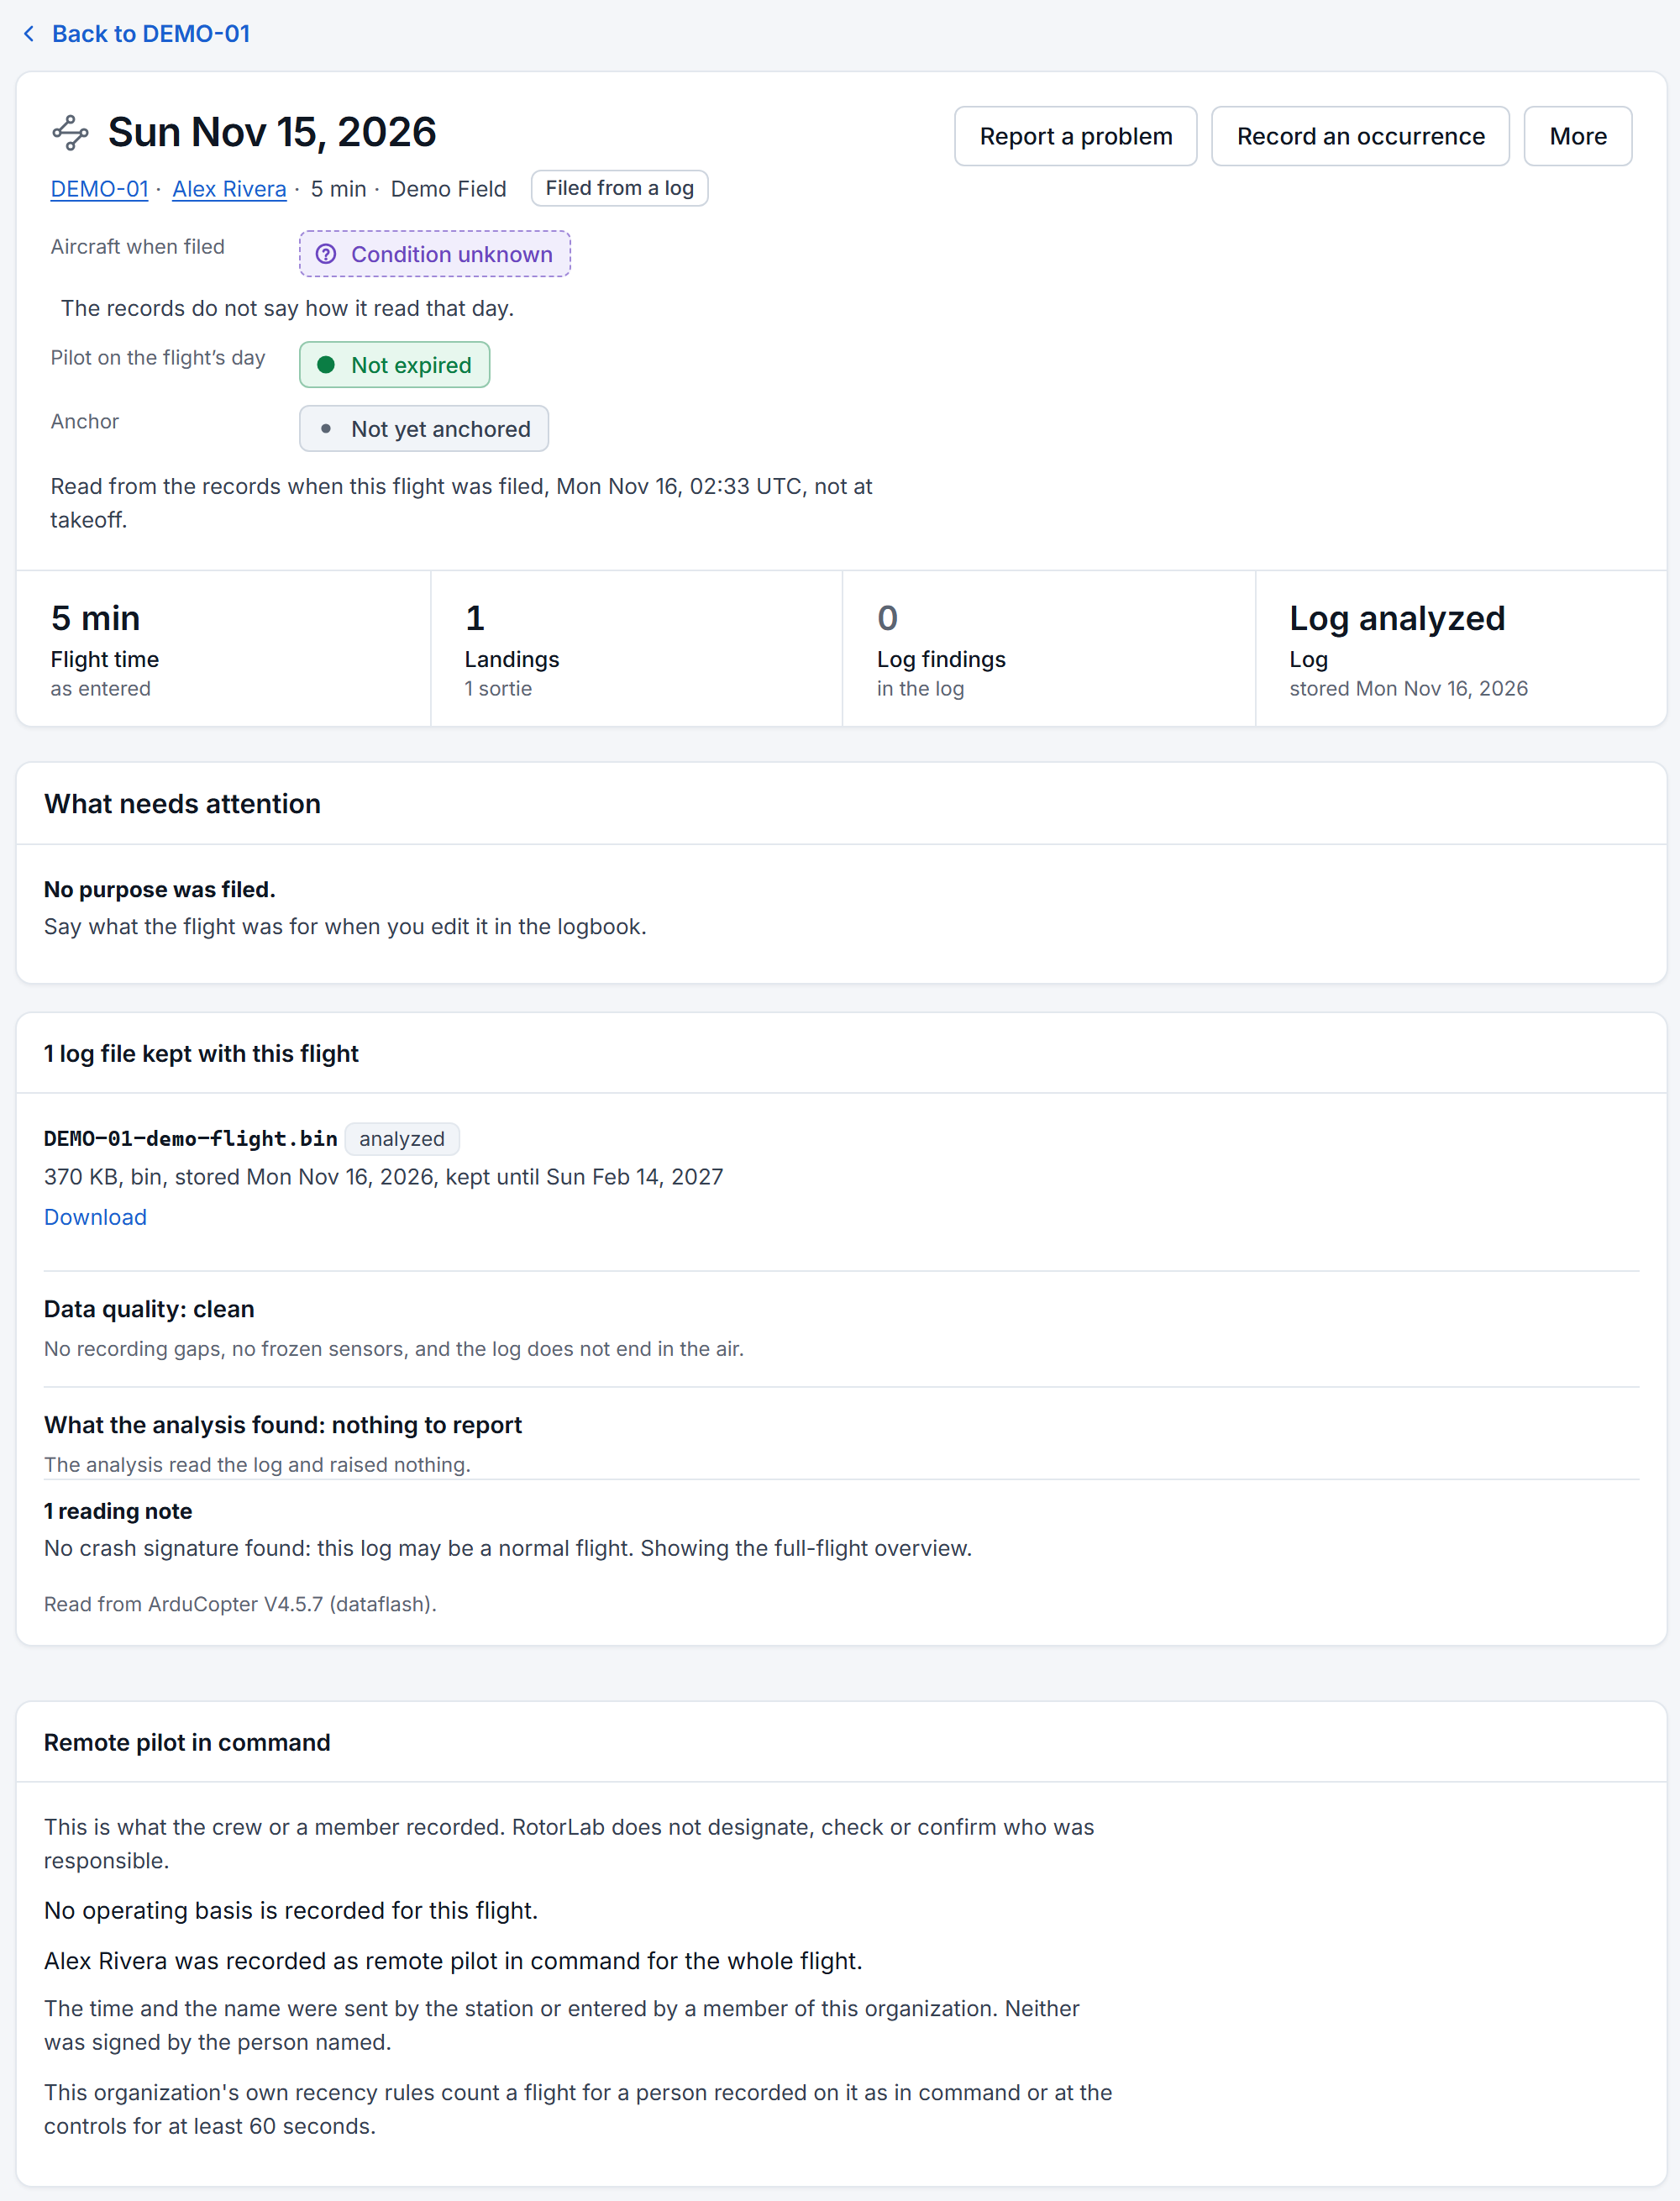 Back to DEMO-01
Sun Nov 15, 2026
Report a problem
Record an occurrence
More
DEMO-01 · Alex Rivera · 5 min · Demo Field
Filed from a log
Aircraft when filed
Condition unknown
The records do not say how it read that day.
Pilot on the flight’s day
Not expired
Anchor
Not yet anchored
Read from the records when this flight was filed, Mon Nov 16, 02:33 UTC, not at
takeoff.
5 min
Flight time
as entered
1
Landings
1 sortie
0
Log findings
in the log
Log analyzed
Log
stored Mon Nov 16, 2026
What needs attention
No purpose was filed.
Say what the flight was for when you edit it in the logbook.
1 log file kept with this flight
DEMO-01-demo-flight.bin analyzed
370 KB, bin, stored Mon Nov 16, 2026, kept until Sun Feb 14, 2027
Download
Data quality: clean
No recording gaps, no frozen sensors, and the log does not end in the air.
What the analysis found: nothing to report
The analysis read the log and raised nothing.
1 reading note
No crash signature found: this log may be a normal flight. Showing the full-flight overview.
Read from ArduCopter V4.5.7 (dataflash).
Remote pilot in command
This is what the crew or a member recorded. RotorLab does not designate, check or confirm who was
responsible.
No operating basis is recorded for this flight.
Alex Rivera was recorded as remote pilot in command for the whole flight.
The time and the name were sent by the station or entered by a member of this organization. Neither
was signed by the person named.
This organization's own recency rules count a flight for a person recorded on it as in command or at the
controls for at least 60 seconds.